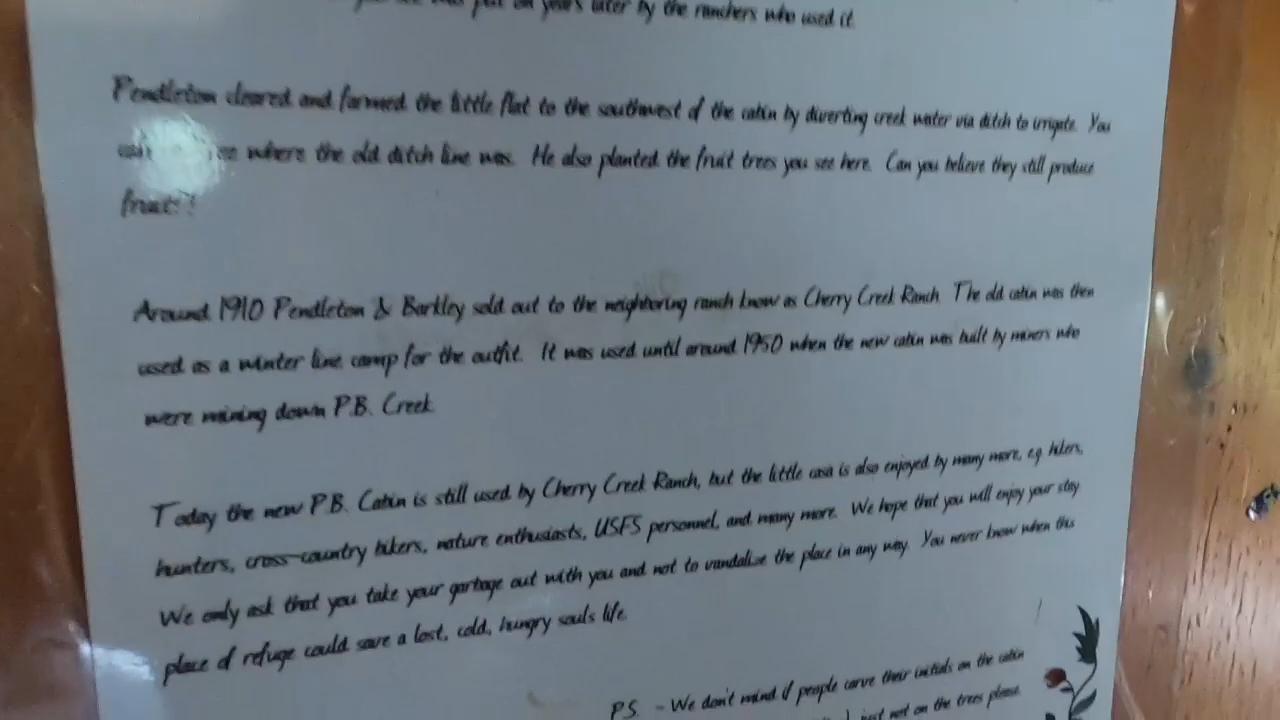 put on years later by the ranchers who used it.
Pendleton cleared and farmed the little flat to the southwest of the cabin by diverting creek water via ditch to irrigate. You
can where the old ditch line was. He also planted the fruit trees you see here. Can you believe they still produce
fruit?!
Around 1910 Pendleton & Barkley sold out to the neighboring ranch know as Cherry Creek Ranch. The old cabin was then
used as a winter line camp for the outfit. It was used until around 1950 when the new cabin was built by miners who
were mining down P.B. Creek.
Today the new P.B. Cabin is still used by Cherry Creek Ranch, but the little casa is also enjoyed by many more, e.g. hikers,
hunters, cross-country bikers, nature enthusiasts, USFS personnel, and many more. We hope that you will enjoy your stay.
We only ask that you take your garbage out with you and not to vandalize the place in any way. You never know when this
place of refuge could save a lost, cold, hungry souls life.
P.S. - We don't mind if people carve their initials on the cabin
just not on the trees please.